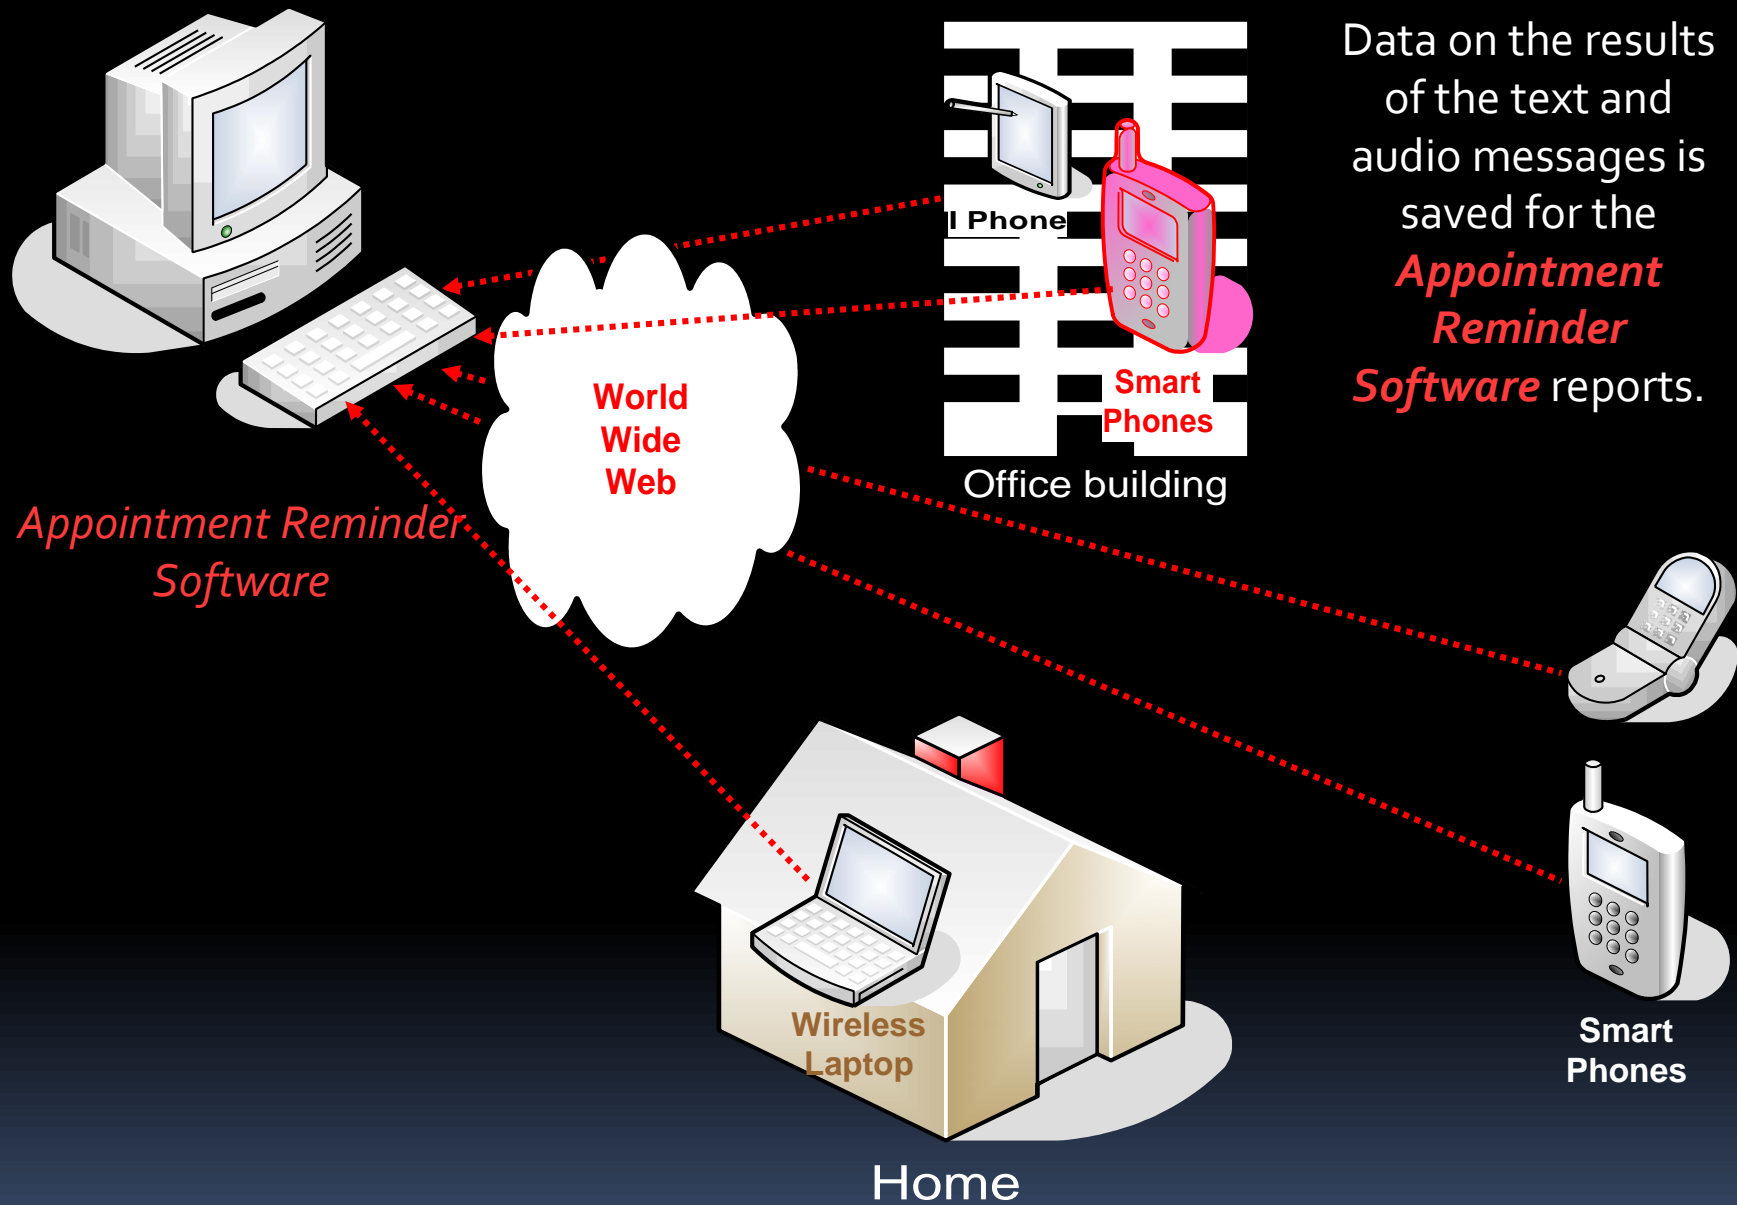 Data on the results
of the text and
audio messages is
saved for the
Appointment
Reminder
Software reports.
I Phone
Smart
Phones
Office building
World
Wide
Web
Appointment Reminder
Software
Wireless
Laptop
Smart
Phones
Home